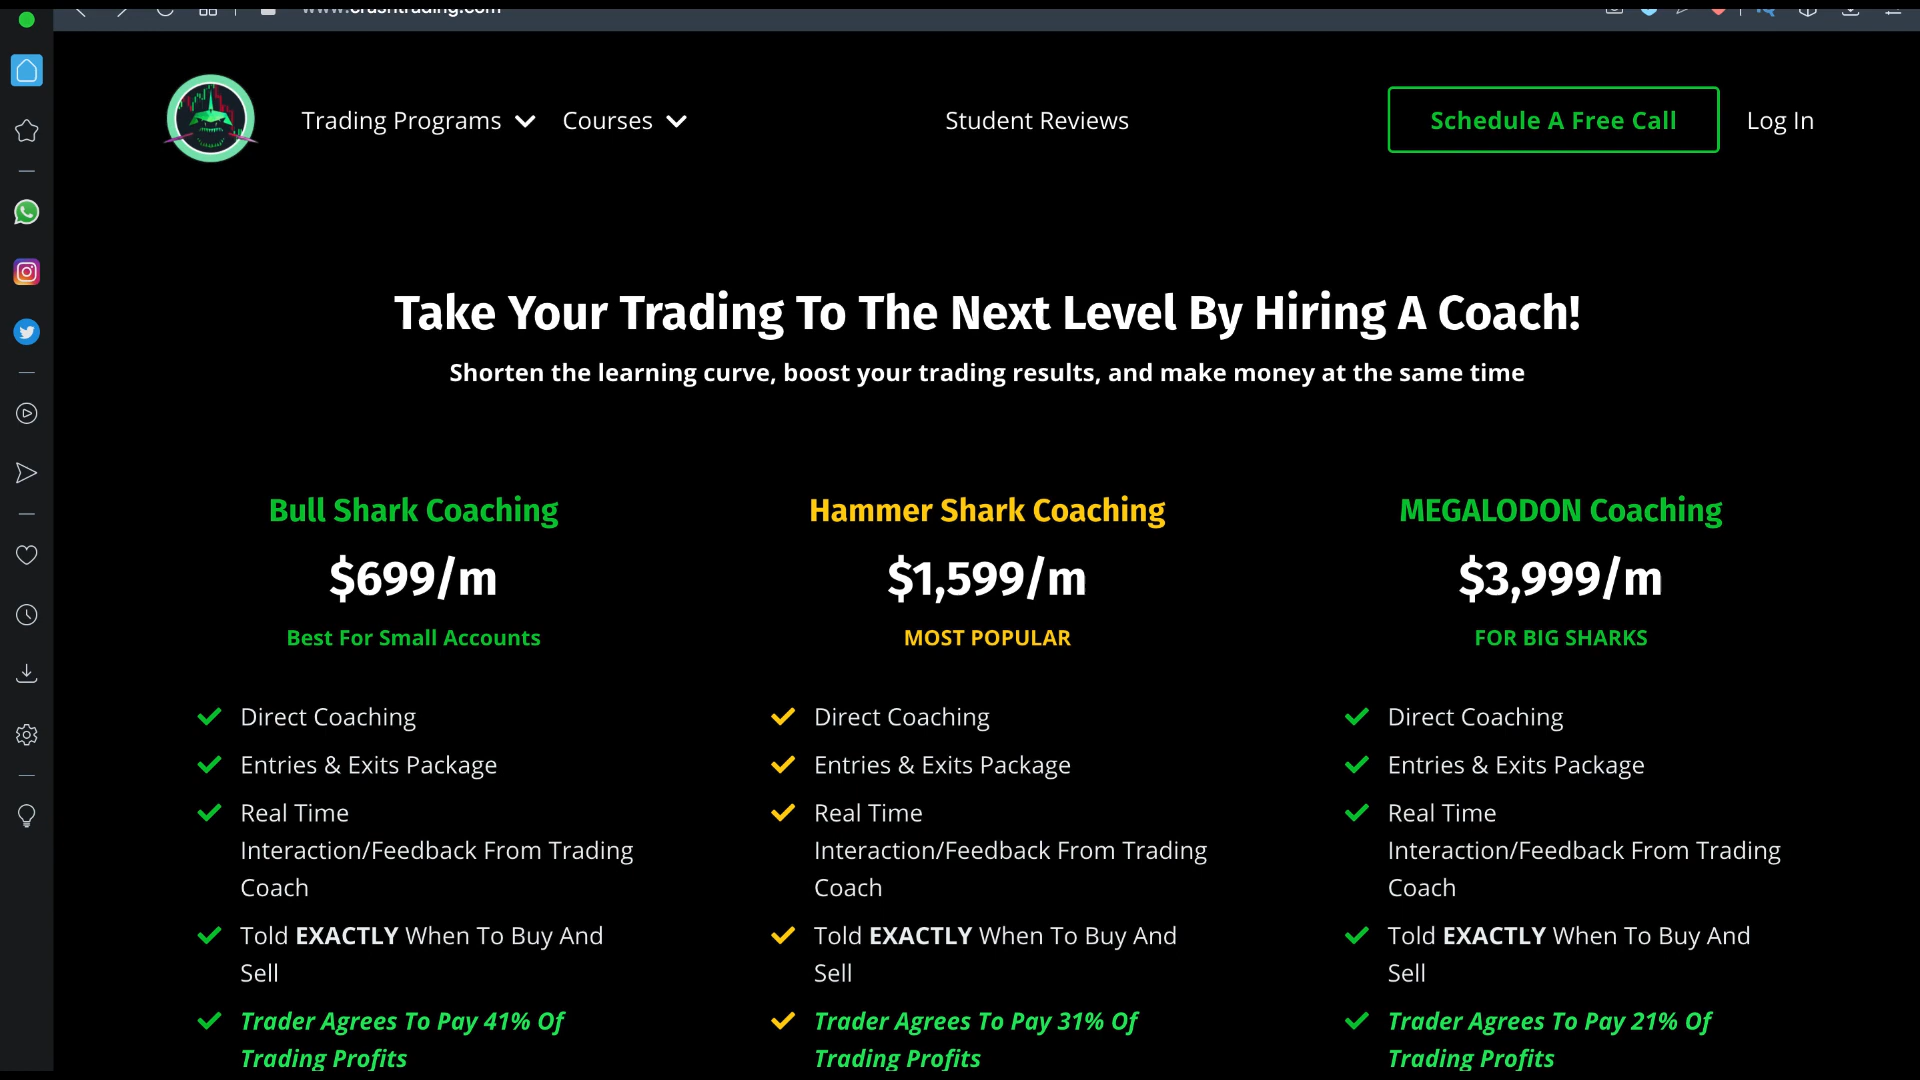 www.crashtrading.com
Trading Programs
Courses
Student Reviews
Schedule A Free Call
Log In
Take Your Trading To The Next Level By Hiring A Coach!
Shorten the learning curve, boost your trading results, and make money at the same time
Bull Shark Coaching
$699/m
Best For Small Accounts
Direct Coaching
Entries & Exits Package
Real Time
Interaction/Feedback From Trading
Coach
Told EXACTLY When To Buy And
Sell
Trader Agrees To Pay 41% Of
Trading Profits
Hammer Shark Coaching
$1,599/m
MOST POPULAR
Direct Coaching
Entries & Exits Package
Real Time
Interaction/Feedback From Trading
Coach
Told EXACTLY When To Buy And
Sell
Trader Agrees To Pay 31% Of
Trading Profits
MEGALODON Coaching
$3,999/m
FOR BIG SHARKS
Direct Coaching
Entries & Exits Package
Real Time
Interaction/Feedback From Trading
Coach
Told EXACTLY When To Buy And
Sell
Trader Agrees To Pay 21% Of
Trading Profits